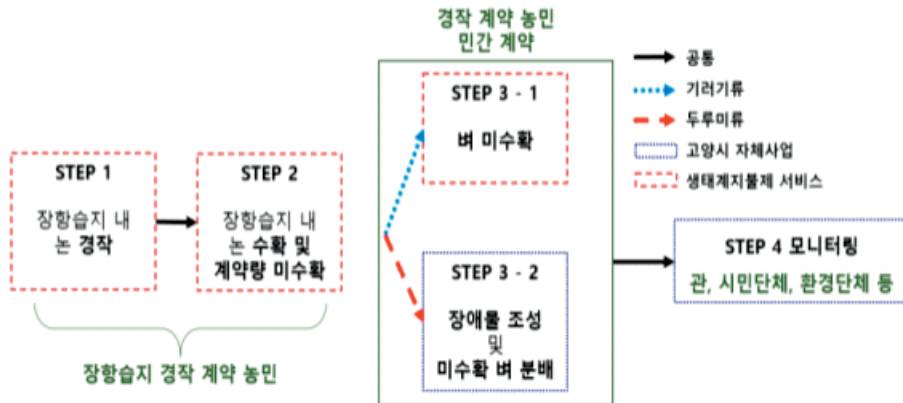 경작 계약 농민
민간 계약
STEP 1
장항습지 내
논 경작
STEP 2
장항습지 내
논 수확 및
계약량 미수확
장항습지 경작 계약 농민
STEP 3 - 1
벼 미수확
STEP 3 - 2
장애물 조성
및
미수확 벼 분배
공통
기러기류
두루미류
고양시 자체사업
생태계지불제 서비스
STEP 4 모니터링
관, 시민단체, 환경단체 등